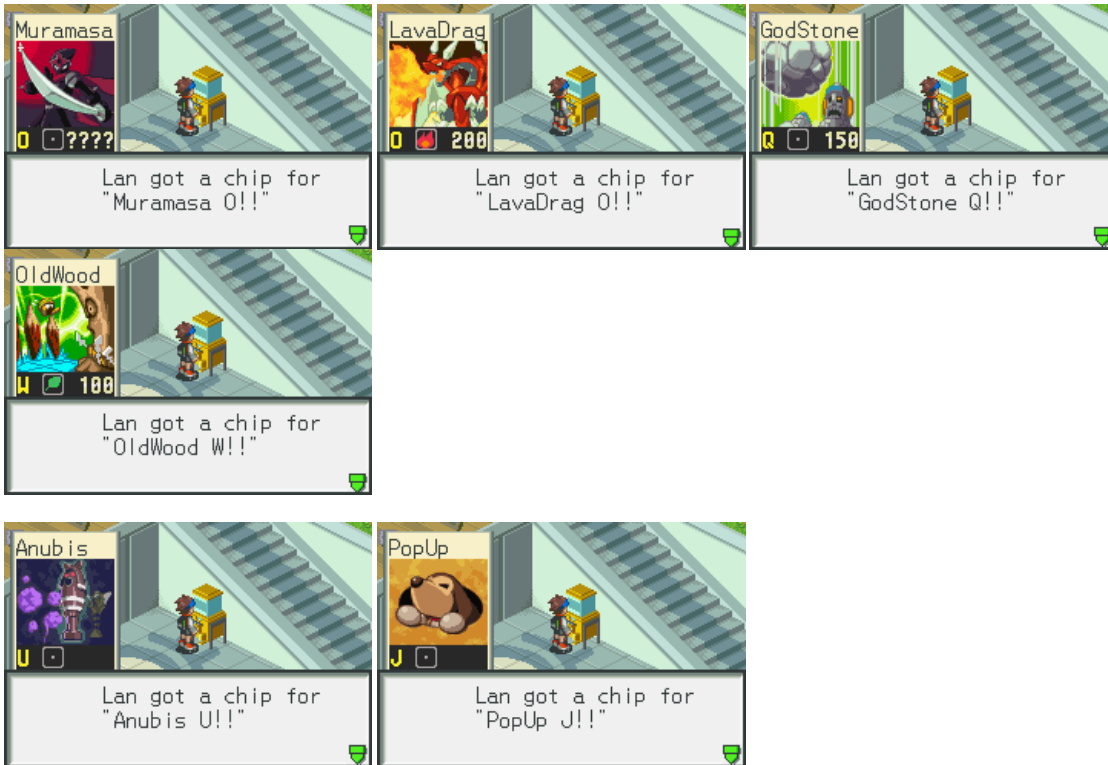 Muramasa
O ????
Lan got a chip for
"Muramasa O!!"
LavaDrag
O 200
Lan got a chip for
"LavaDrag O!!"
GodStone
Q 150
Lan got a chip for
"GodStone Q!!"
OldWood
W 100
Lan got a chip for
"OldWood W!!"
Anubis
U
Lan got a chip for
"Anubis U!!"
PopUp
J
Lan got a chip for
"PopUp J!!"